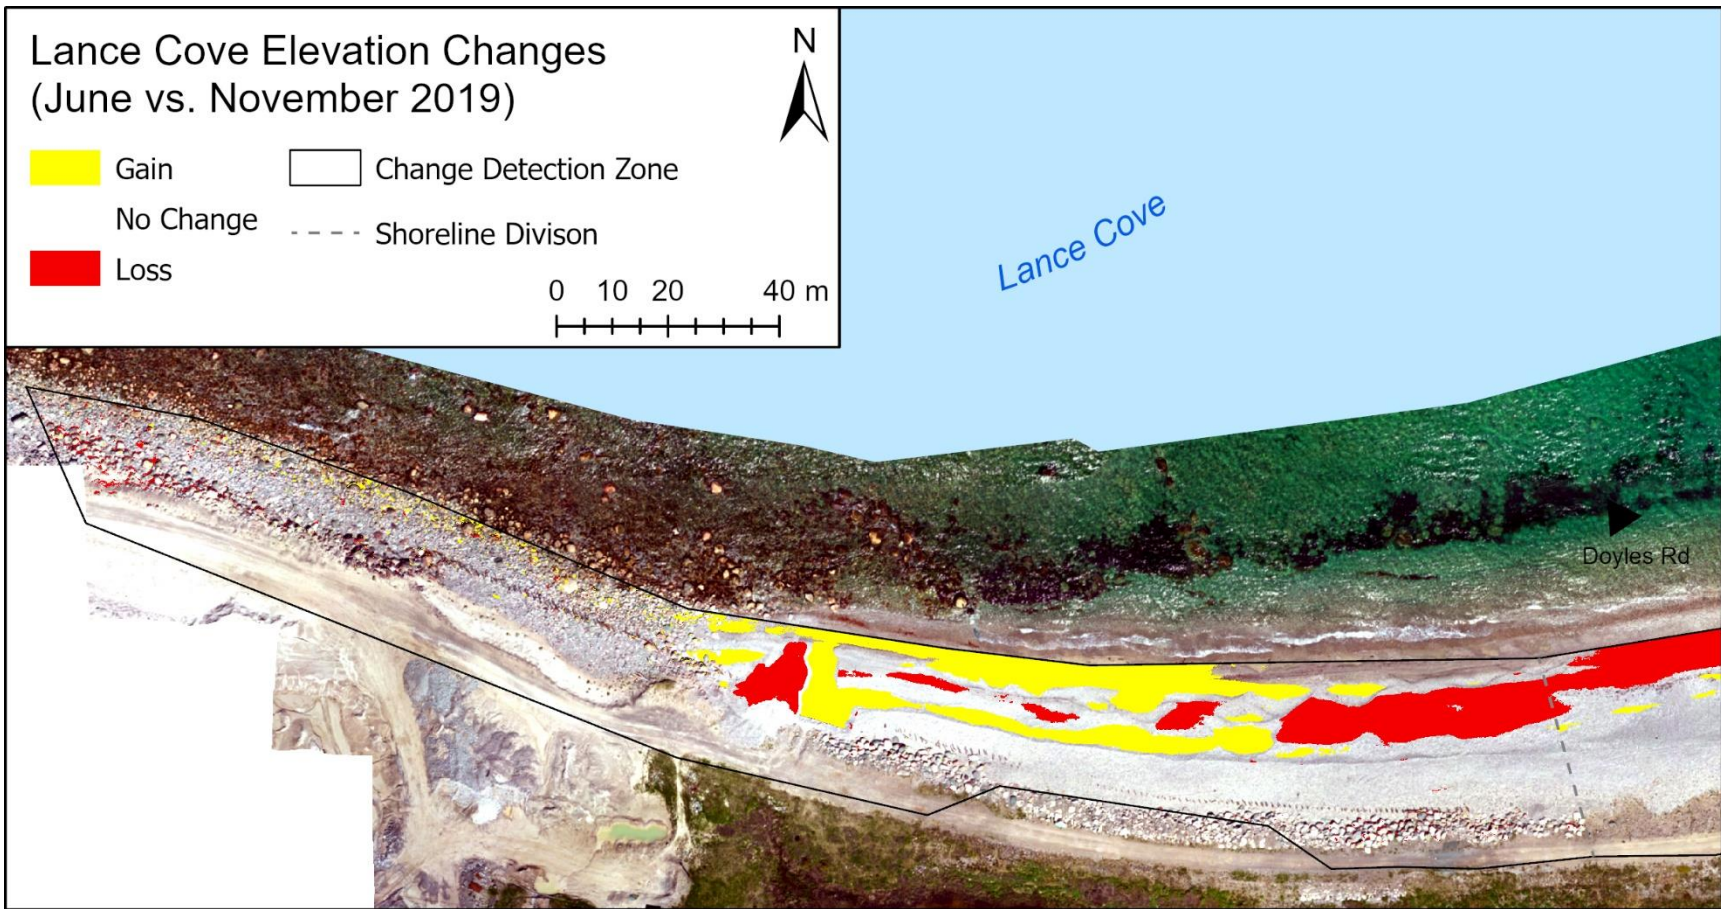 Lance Cove Elevation Changes
(June vs. November 2019)
N
Gain
Change Detection Zone
No Change
Shoreline Divison
Loss
0 10 20 40 m
Lance Cove
Doyles Rd